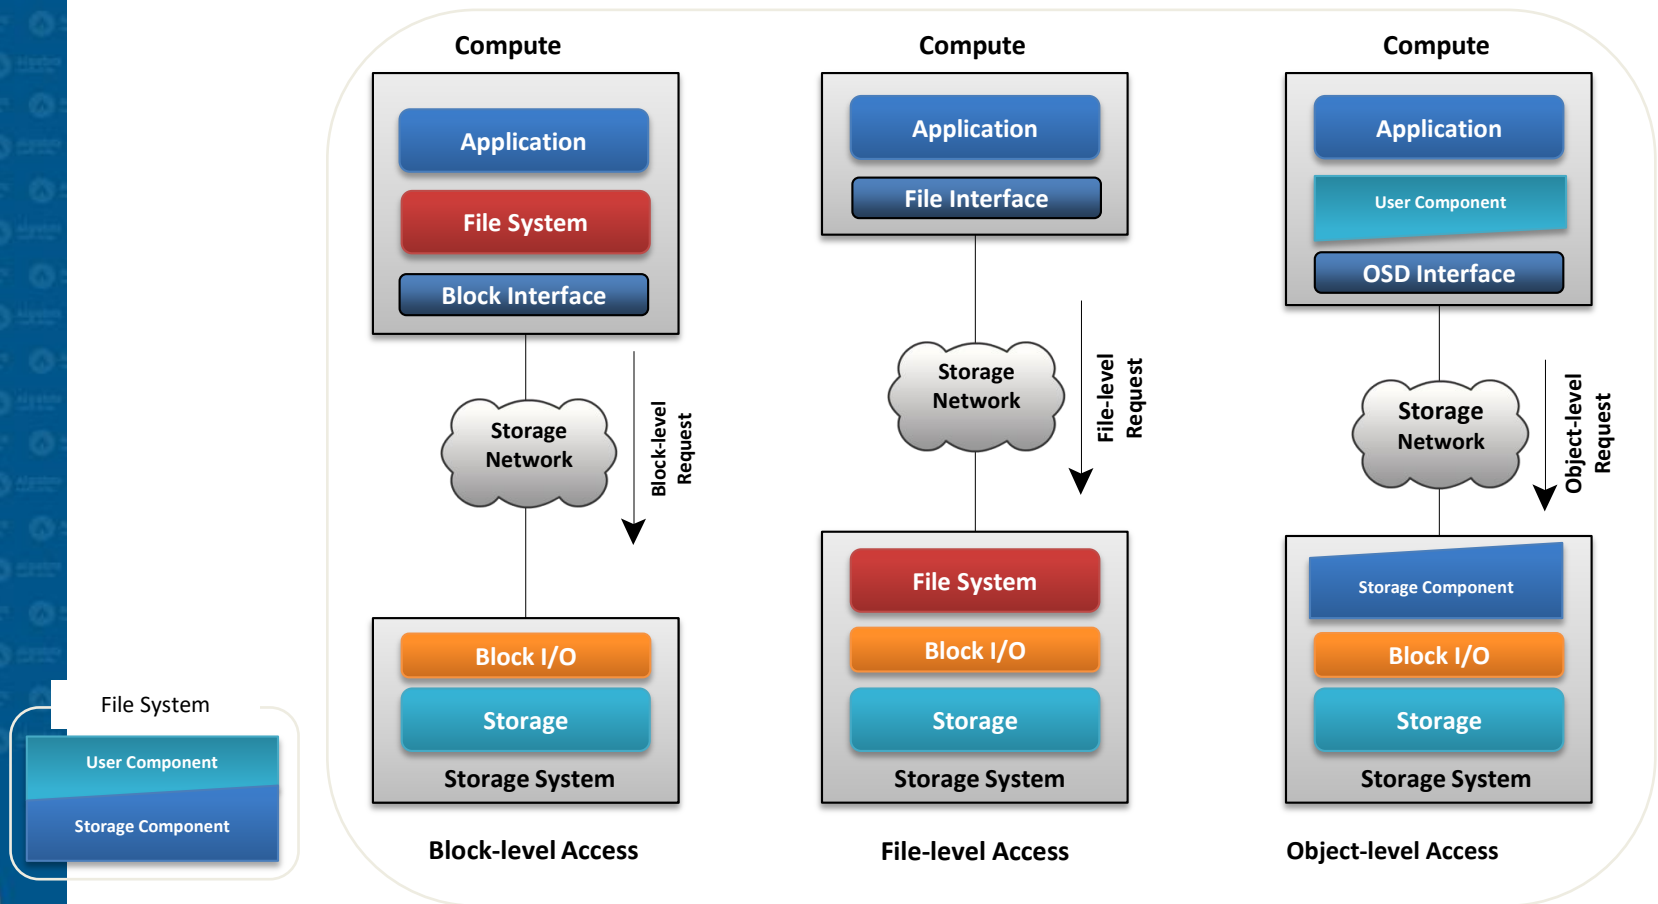 Compute
Application
File System
Block Interface
Storage
Network
Block-level
Request
Block I/O
Storage
Storage System
Block-level Access
Compute
Application
File Interface
Storage
Network
File-level
Request
File System
Block I/O
Storage
Storage System
File-level Access
Compute
Application
User Component
OSD Interface
Storage
Network
Object-level
Request
Storage Component
Block I/O
Storage
Storage System
Object-level Access
File System
User Component
Storage Component